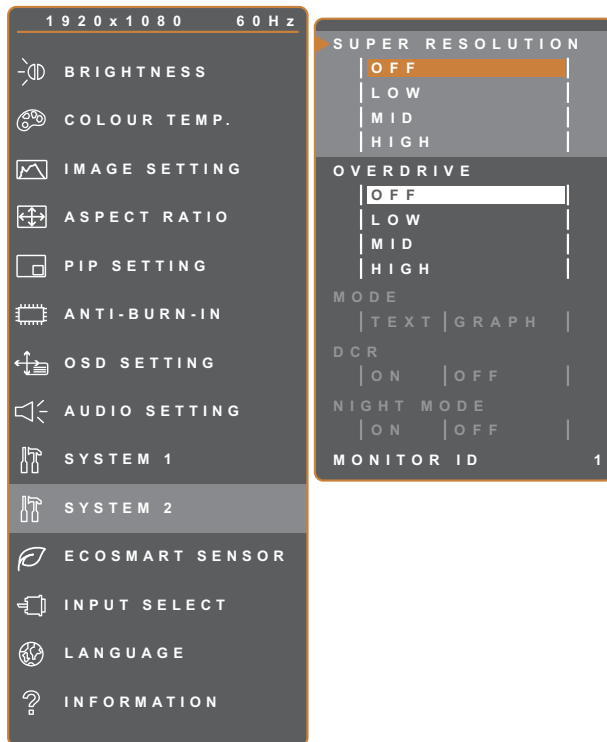 1920x1080 60Hz
BRIGHTNESS
COLOUR TEMP.
IMAGE SETTING
ASPECT RATIO
PIP SETTING
ANTI-BURN-IN
OSD SETTING
AUDIO SETTING
SYSTEM 1
SYSTEM 2
ECOSMART SENSOR
INPUT SELECT
LANGUAGE
INFORMATION
SUPER RESOLUTION
OFF
LOW
MID
HIGH
OVERDRIVE
OFF
LOW
MID
HIGH
MODE
TEXT GRAPH
DCR
ON OFF
NIGHT MODE
ON OFF
MONITOR ID 1